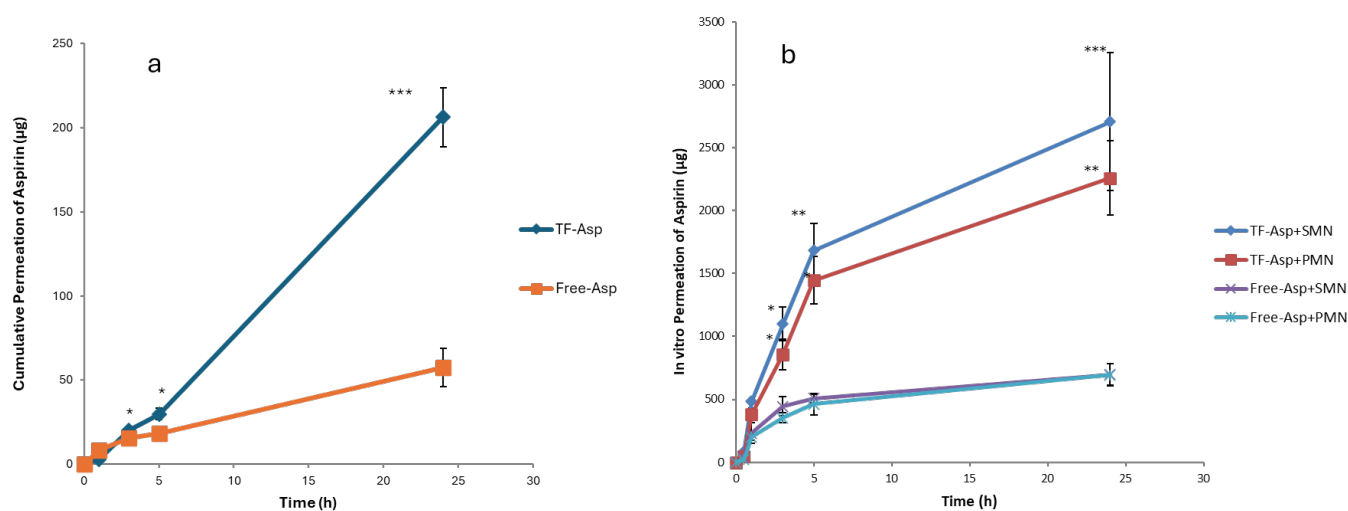 a
Cumulative Permeation of Aspirin (µg)
250
200
150
100
50
0
***
*
*
0 5 10 15 20 25 30
Time (h)
TF-Asp
Free-Asp
b
In vitro Permeation of Aspirin (µg)
3500
3000
2500
2000
1500
1000
500
0
***
**
**
*
*
*
0 5 10 15 20 25 30
Time (h)
TF-Asp+SMN
TF-Asp+PMN
Free-Asp+SMN
Free-Asp+PMN